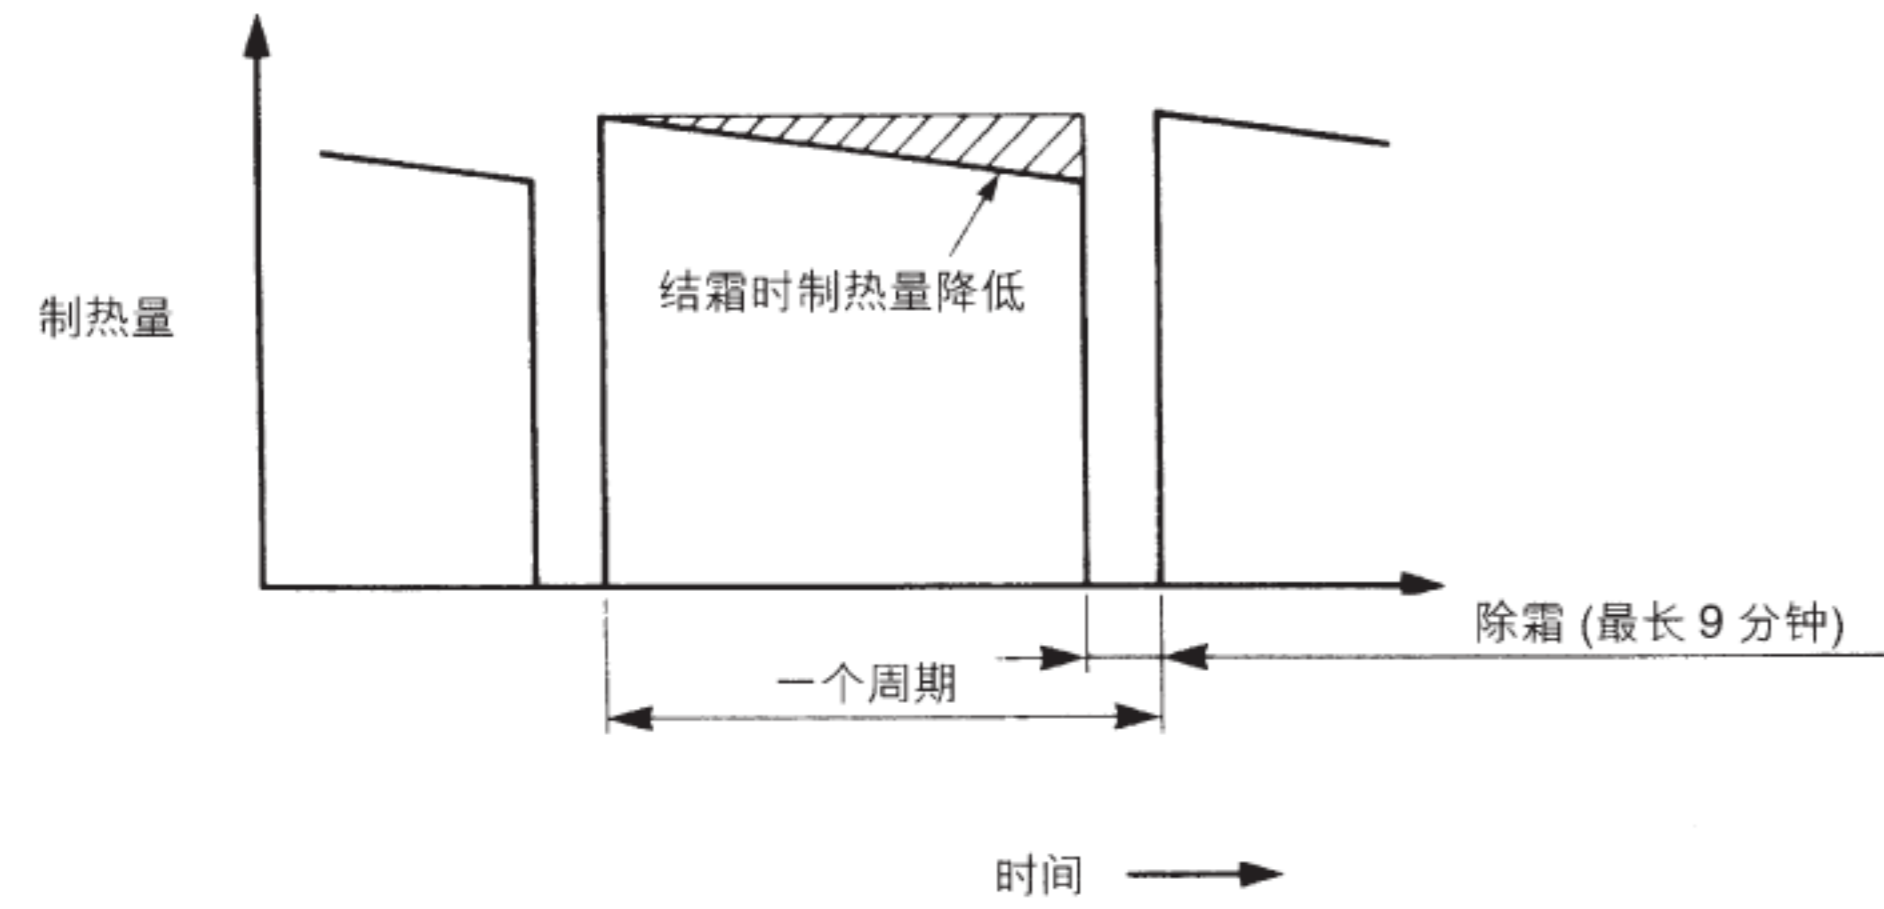 结霜时制热量降低
制热量
除霜 (最长 9 分钟)
一个周期
时间